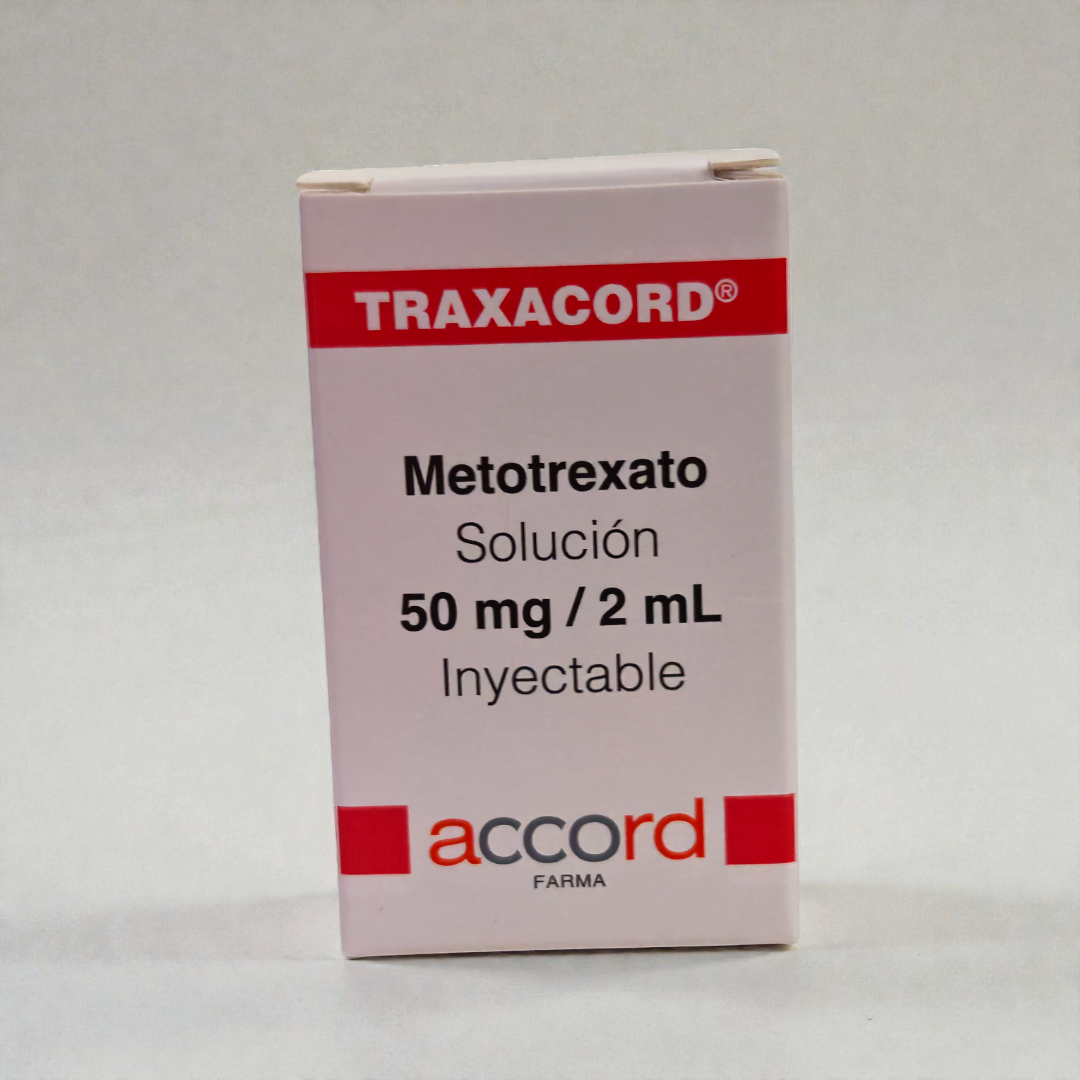 TRAXACORD®
Metotrexato
Solución
50 mg / 2 mL
Inyectable
accord
FARMA